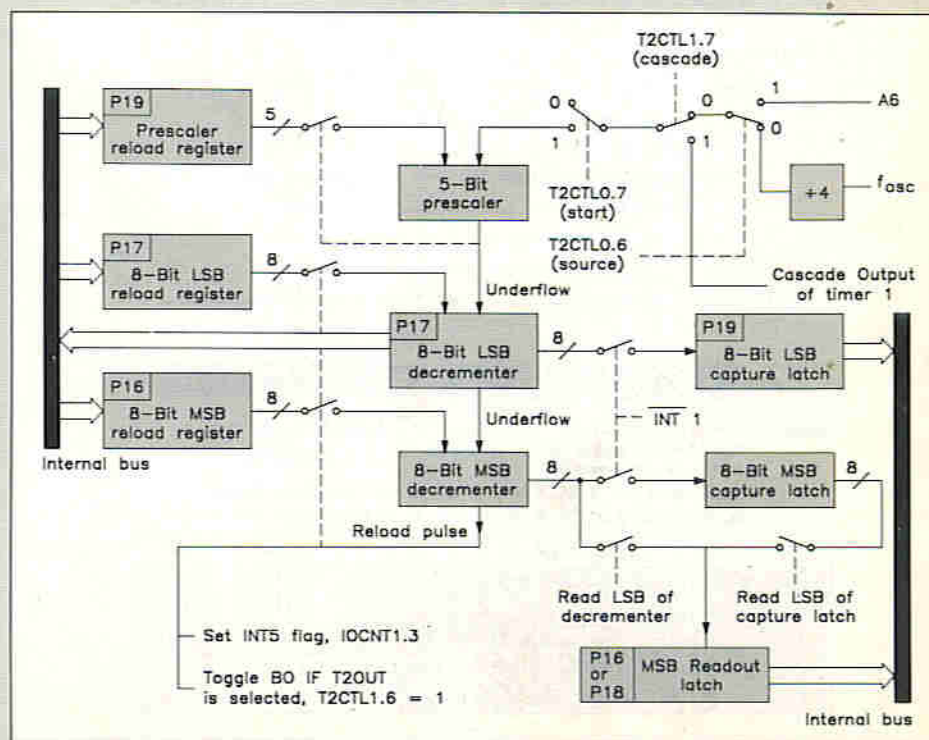 T2CTL1.7
(cascade)
P19
Prescaler
reload register
5
0
1
0
1
1
0
A6
÷4
fosc
5-Bit
prescaler
T2CTL0.7
(start)
T2CTL0.6
(source)
P17
8-Bit LSB
reload register
8
Underflow
Cascade Output
of timer 1
P17
8-Bit LSB
decrementer
8
P19
8-Bit LSB
capture latch
P16
8-Bit MSB
reload register
8
Underflow
INT 1
Internal bus
8-Bit MSB
decrementer
8
8-Bit MSB
capture latch
8
Reload pulse
Read LSB of
decrementer
Read LSB of
capture latch
Set INT5 flag, IOCNT1.3
Toggle BO IF T2OUT
is selected, T2CTL1.6 = 1
P16
or
P18
MSB Readout
latch
Internal bus